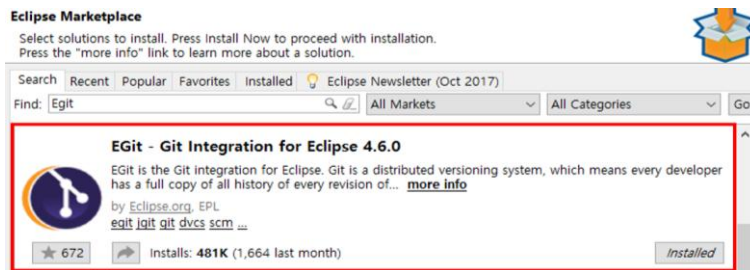 Eclipse Marketplace
Select solutions to install. Press Install Now to proceed with installation.
Press the "more info" link to learn more about a solution.
Search Recent Popular Favorites Installed Eclipse Newsletter (Oct 2017)
Find: Egit All Markets All Categories Go
EGit - Git Integration for Eclipse 4.6.0
EGit is the Git integration for Eclipse. Git is a distributed versioning system, which means every developer
has a full copy of all history of every revision of... more info
by Eclipse.org, EPL
egit jgit git dvcs scm ...
672 Installs: 481K (1,664 last month) Installed